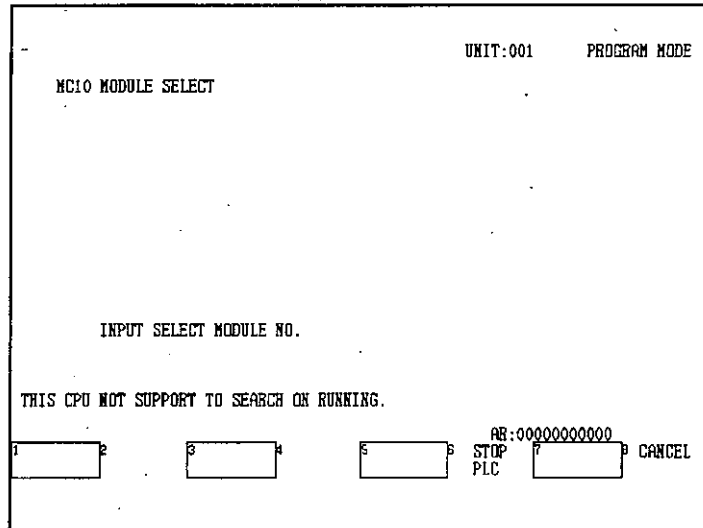 UNIT:001 PROGRAM MODE
MC10 MODULE SELECT
INPUT SELECT MODULE NO.
THIS CPU NOT SUPPORT TO SEARCH ON RUNNING.
AR:00000000000
1 2 3 4 5 6 STOP 7 8 CANCEL
PLC